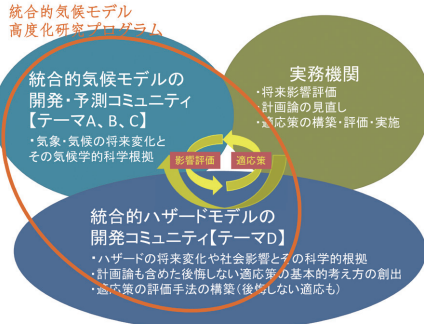 統合的気候モデル
高度化研究プログラム
統合的気候モデルの
開発・予測コミュニティ
【テーマA、B、C】
・気象・気候の将来変化と
その気候学的科学根拠
実務機関
・将来影響評価
・計画論の見直し
・適応策の構築・評価・実施
影響評価
適応策
統合的ハザードモデルの
開発コミュニティ【テーマD】
・ハザードの将来変化や社会影響とその科学的根拠
・計画論も含めた後悔しない適応策の基本的考え方の創出
・適応策の評価手法の構築(後悔しない適応も)